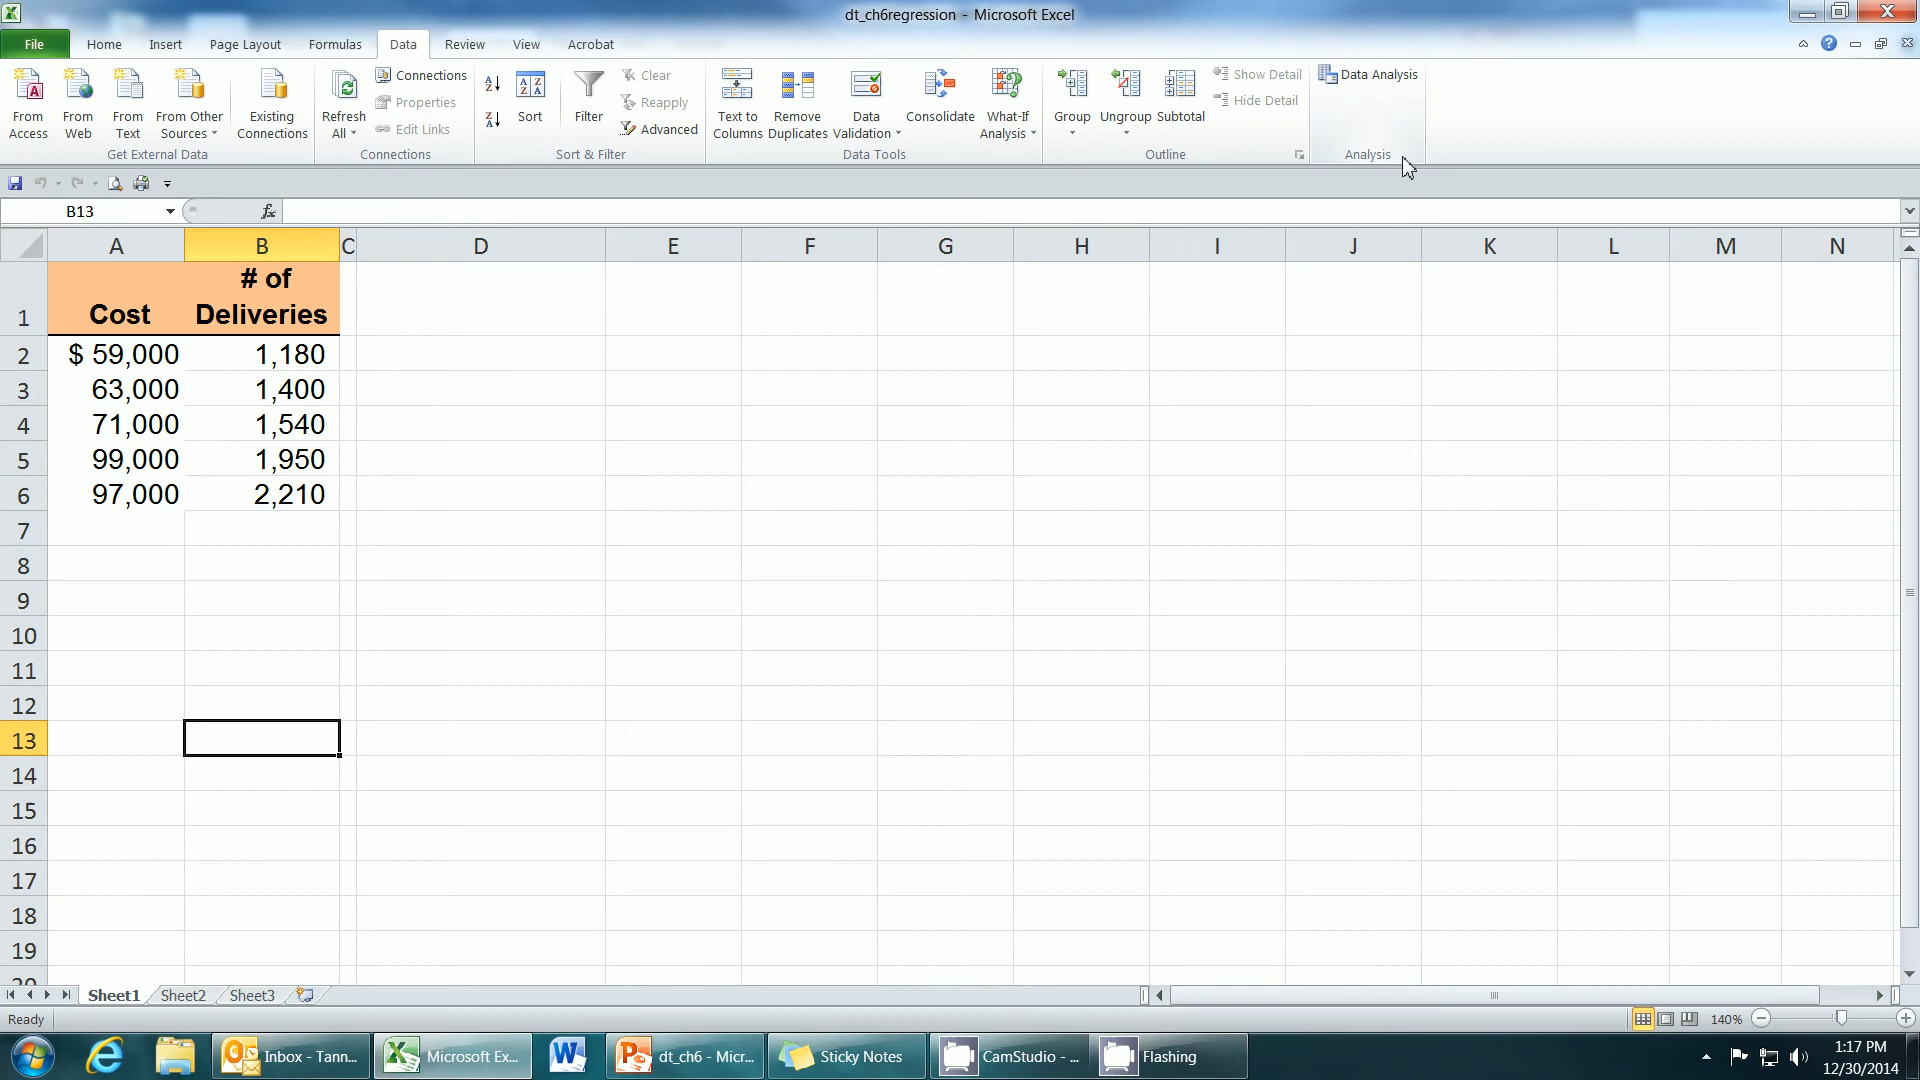 dt_ch6regression - Microsoft Excel
File Home Insert Page Layout Formulas Data Review View Acrobat
From Access
From Web
From Text
From Other Sources
Existing Connections
Get External Data
Refresh All
Connections
Properties
Edit Links
Connections
Sort
Filter
Clear
Reapply
Advanced
Sort & Filter
Text to Columns
Remove Duplicates
Data Validation
Consolidate
What-If Analysis
Data Tools
Group
Ungroup
Subtotal
Show Detail
Hide Detail
Outline
Data Analysis
Analysis
B13 fx
A B C D E F G H I J K L M N
1 Cost # of Deliveries
2 $ 59,000 1,180
3 63,000 1,400
4 71,000 1,540
5 99,000 1,950
6 97,000 2,210
7
8
9
10
11
12
13
14
15
16
17
18
19
20
Sheet1 Sheet2 Sheet3
Ready 140%
Inbox - Tann... Microsoft Ex... dt_ch6 - Micr... Sticky Notes CamStudio - ... Flashing
1:17 PM
12/30/2014